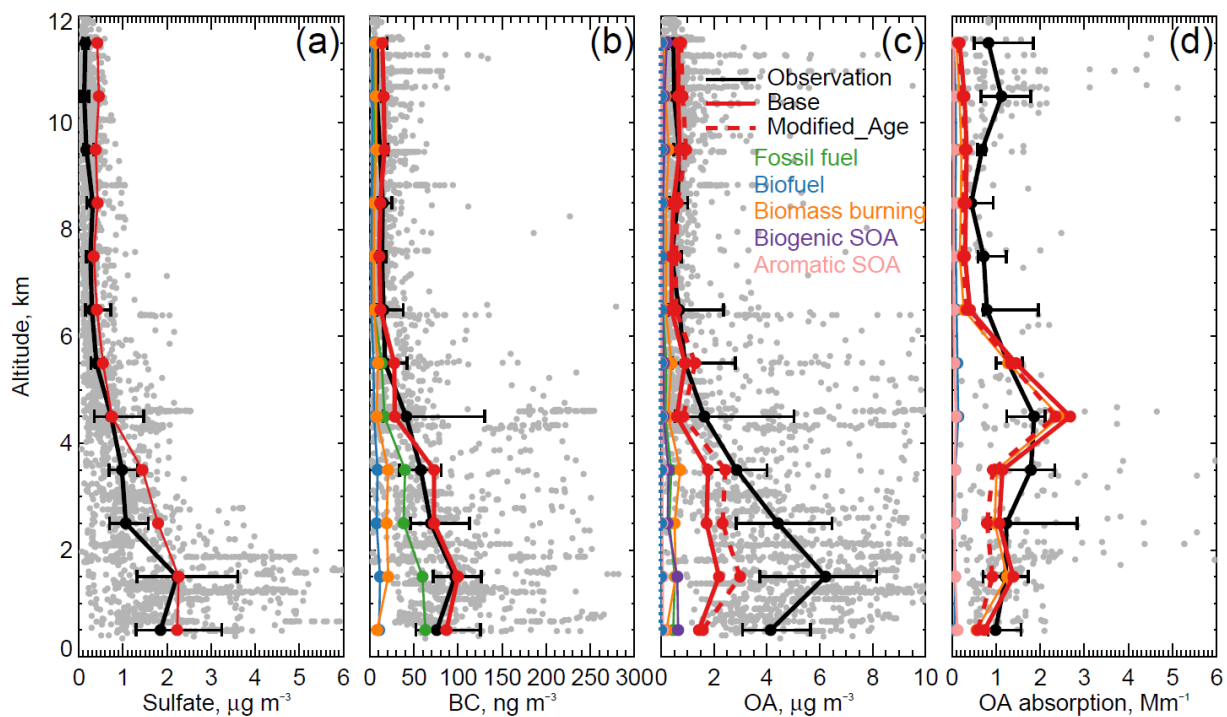 12
10
8
6
4
2
0
Altitude, km
(a)
(b)
(c)
(d)
Observation
Base
Modified_Age
Fossil fuel
Biofuel
Biomass burning
Biogenic SOA
Aromatic SOA
0 1 2 3 4 5 6
0 50 100 150 200 250 300
0 2 4 6 8 10
0 2 4 6
Sulfate, μg m⁻³
BC, ng m⁻³
OA, μg m⁻³
OA absorption, Mm⁻¹